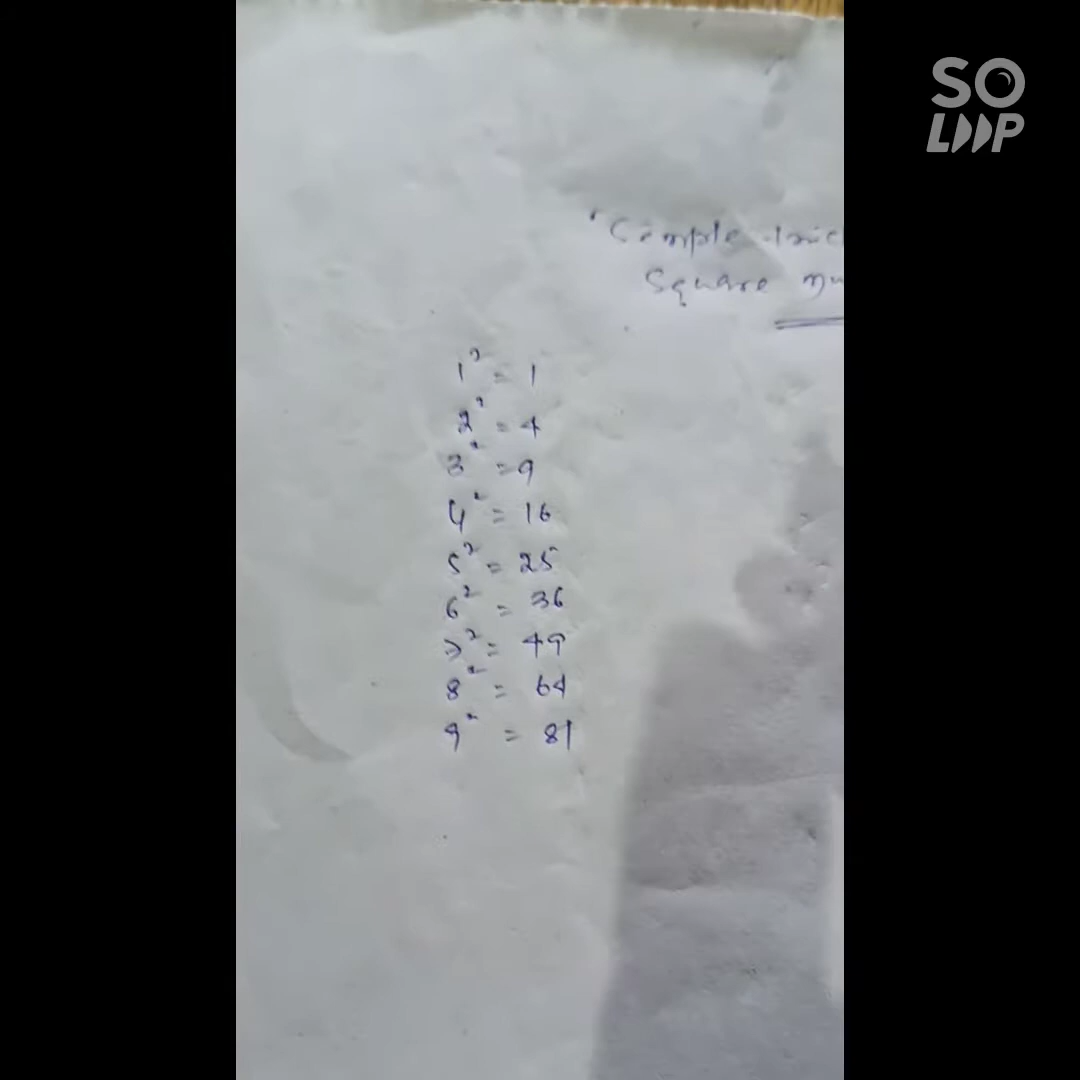 SO
LOOP
Simple
Square
1² = 1
2² = 4
3² = 9
4² = 16
5² = 25
6² = 36
7² = 49
8² = 64
9² = 81